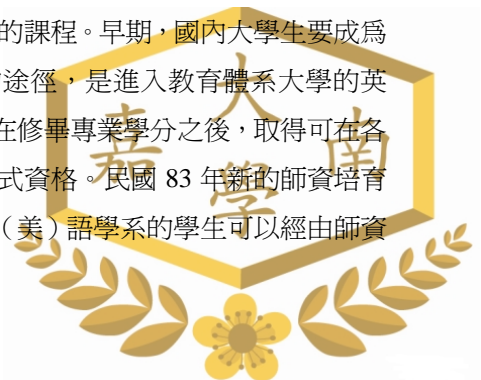 的課程。早期，國內大學生要成為
途徑，是進入教育體系大學的英
在修畢專業學分之後，取得可在各
式資格。民國 83 年新的師資培育
（美）語學系的學生可以經由師資
嘉南大學